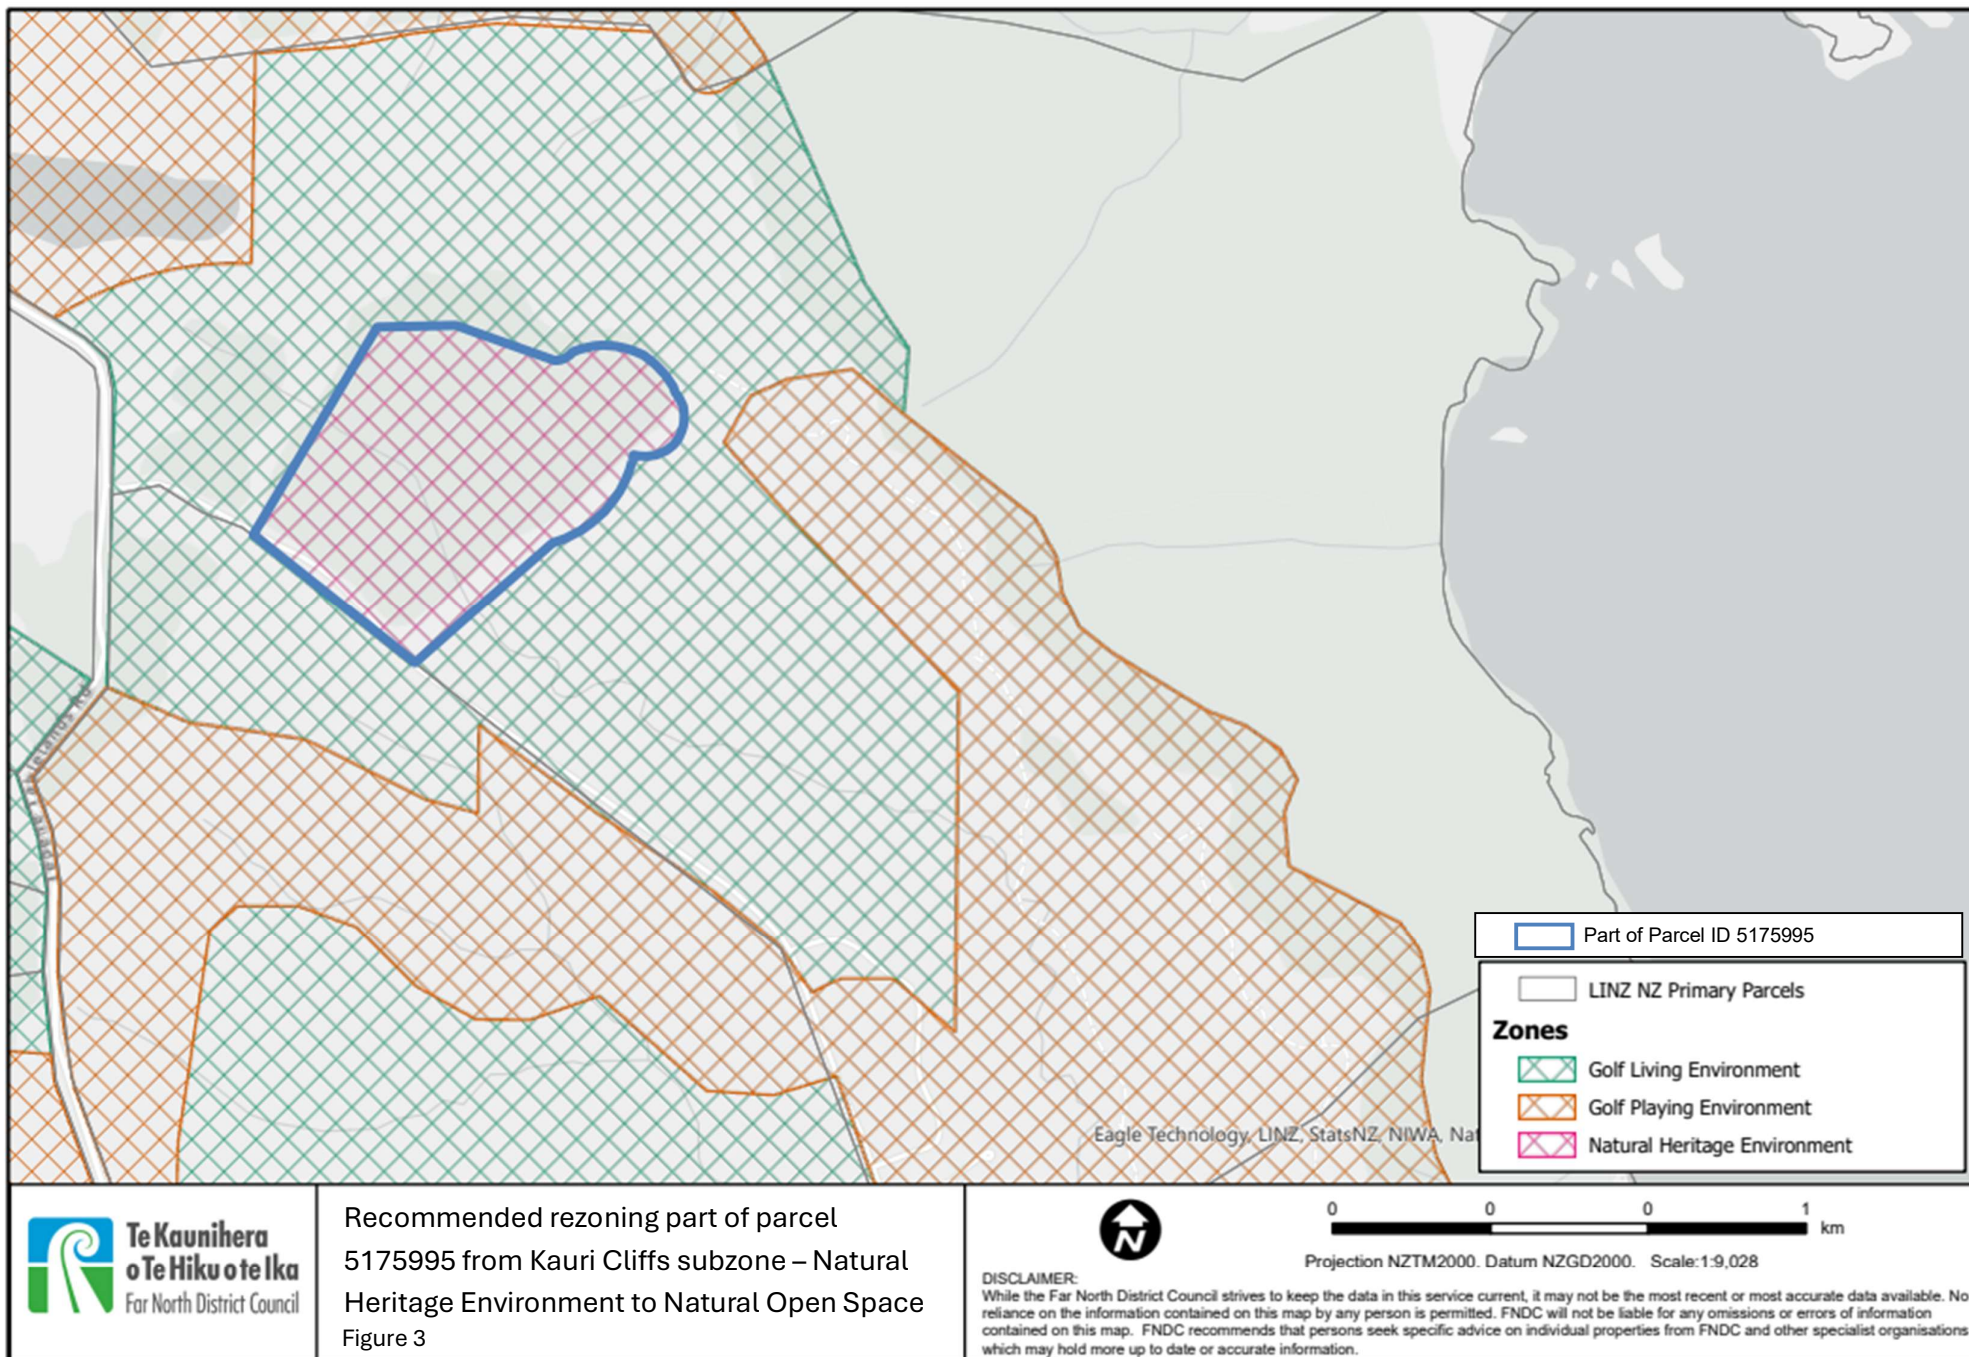 Part of Parcel ID 5175995
LINZ NZ Primary Parcels
Zones
Golf Living Environment
Golf Playing Environment
Natural Heritage Environment
Eagle Technology, LINZ, StatsNZ, NIWA, Nat
Te Kaunihera
o Te Hiku o te Ika
Far North District Council
Recommended rezoning part of parcel
5175995 from Kauri Cliffs subzone – Natural
Heritage Environment to Natural Open Space
Figure 3
N
0 0 0 1 km
Projection NZTM2000. Datum NZGD2000. Scale:1:9,028
DISCLAIMER:
While the Far North District Council strives to keep the data in this service current, it may not be the most recent or most accurate data available. No
reliance on the information contained on this map by any person is permitted. FNDC will not be liable for any omissions or errors of information
contained on this map. FNDC recommends that persons seek specific advice on individual properties from FNDC and other specialist organisations
which may hold more up to date or accurate information.